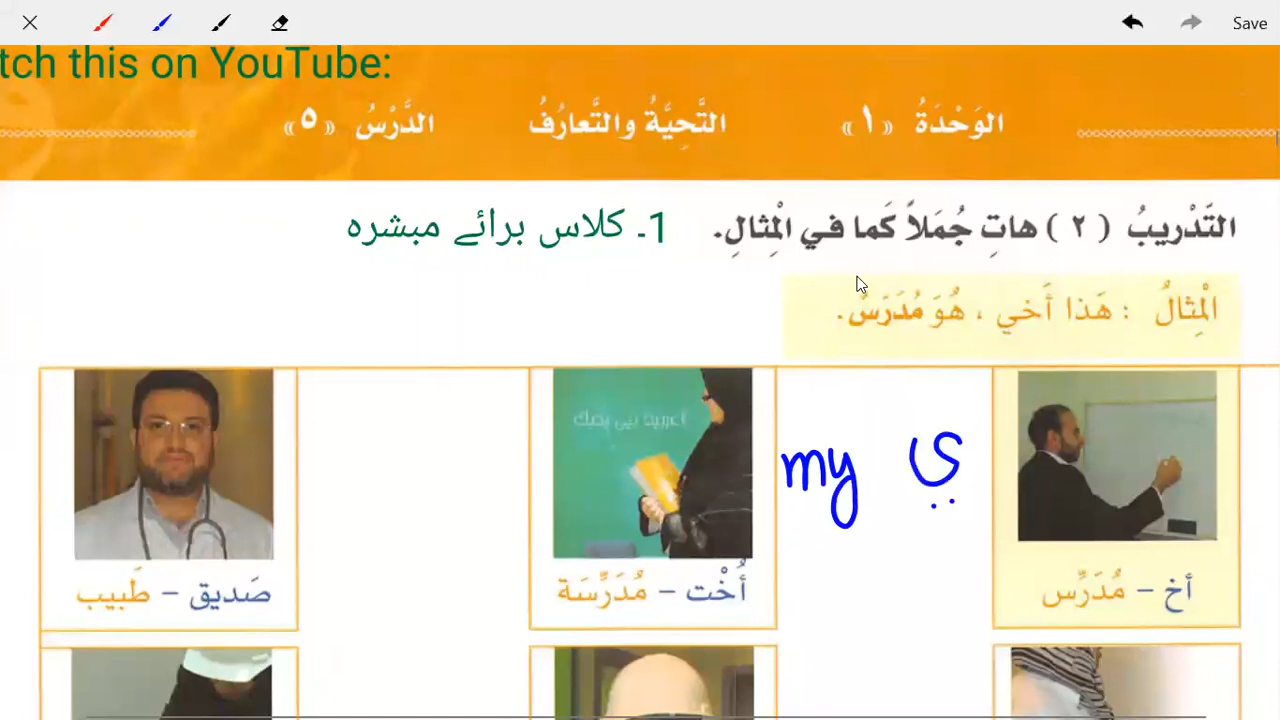 Save
tch this on YouTube:
الوَحْدَةُ «١» التَّحِيَّةُ والتَّعارُفُ الدَّرْسُ «٥»
التَّدْريبُ (٢) هاتِ جُمَلاً كَما في الْمِثالِ.
1۔ کلاس برائے مبشرہ
الْمِثالُ : هَذا أَخي ، هُوَ مُدَرِّسٌ.
my ي
أخ – مُدَرِّس
أُخْت – مُدَرِّسَة
صَديق – طَبيب